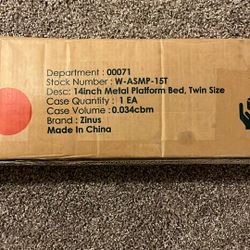 Department : 00071
Stock Number : W-ASMP-15T
Desc: 14inch Metal Platform Bed, Twin Size
Case Quantity : 1 EA
Case Volume : 0.034cbm
Brand : Zinus
Made In China